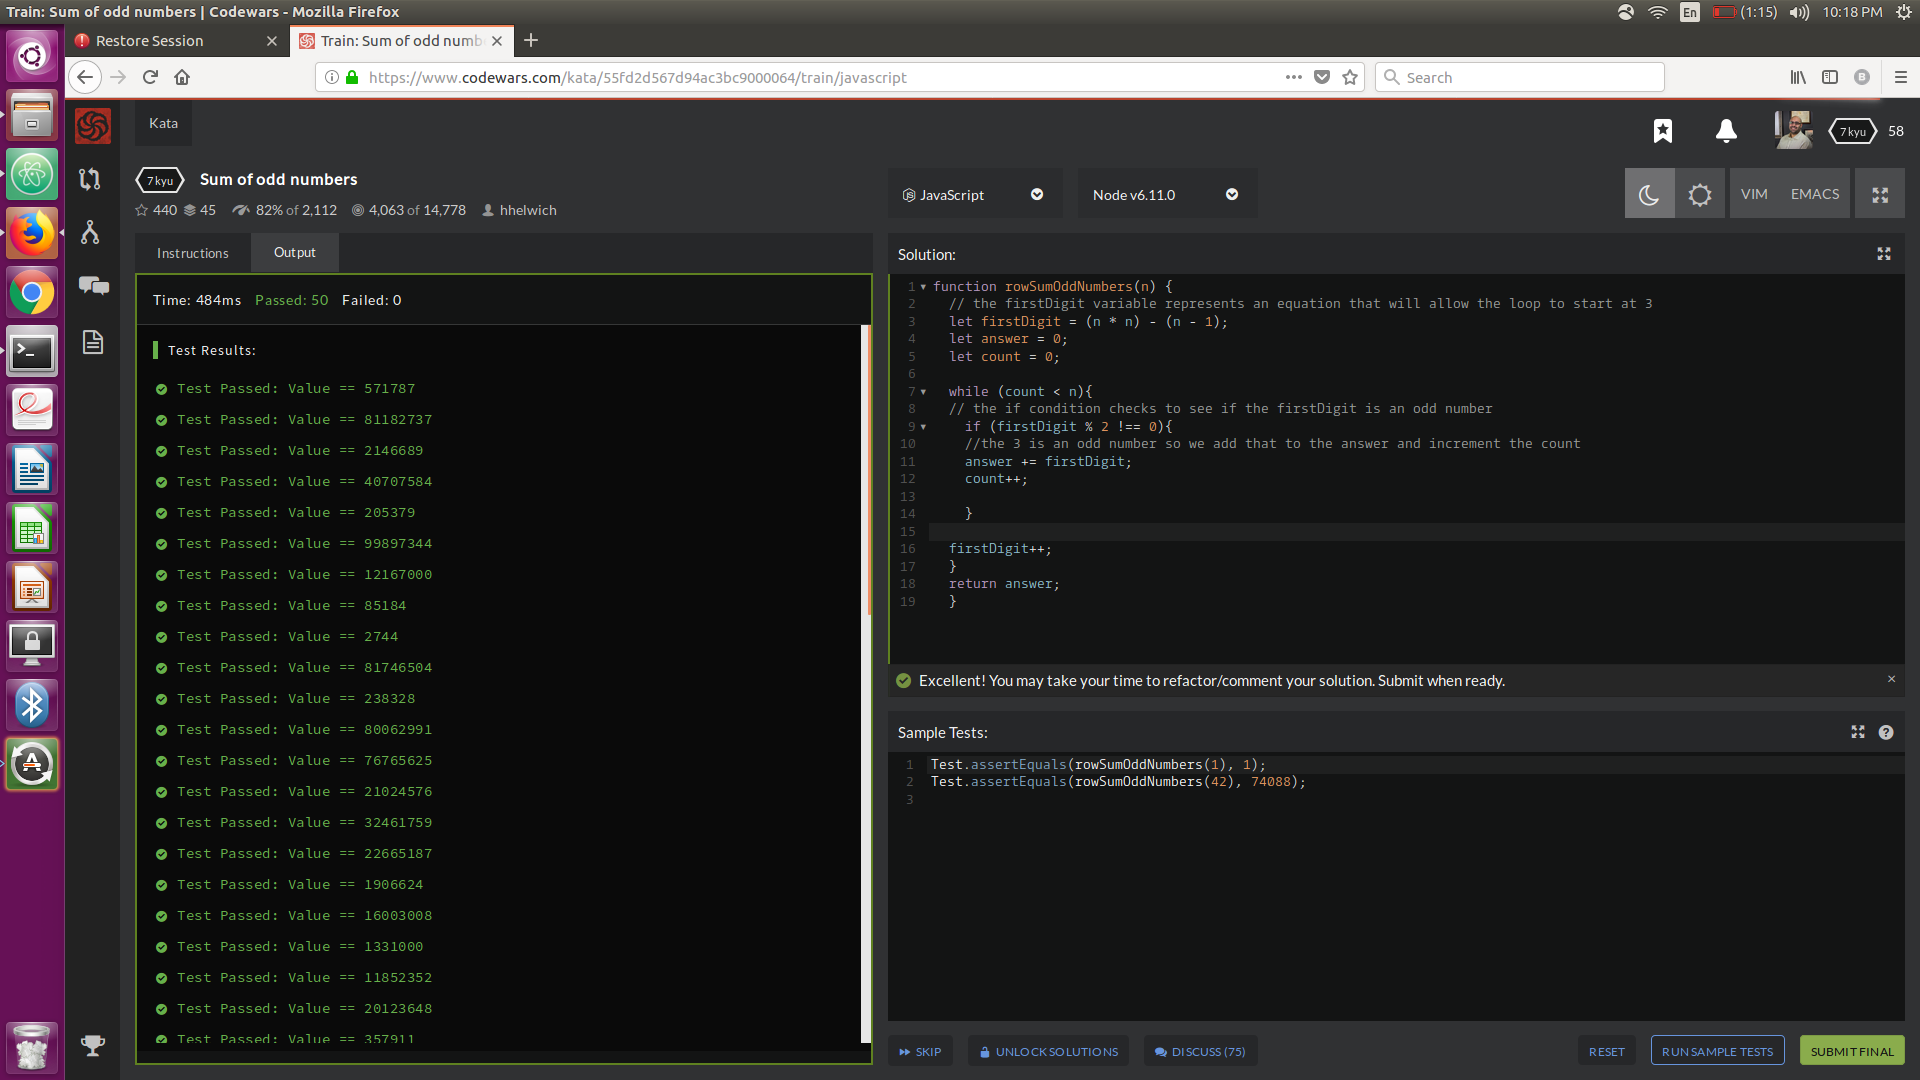 Train: Sum of odd numbers | Codewars - Mozilla Firefox
En
(1:15)
10:18 PM
Restore Session
Train: Sum of odd numb
https://www.codewars.com/kata/55fd2d567d94ac3bc9000064/train/javascript
Search
B
Kata
7 kyu
58
7 kyu
Sum of odd numbers
440
45
82% of 2,112
4,063 of 14,778
hhelwich
JavaScript
Node v6.11.0
VIM
EMACS
Instructions
Output
Time: 484ms Passed: 50 Failed: 0
Test Results:
Test Passed: Value == 571787
Test Passed: Value == 81182737
Test Passed: Value == 2146689
Test Passed: Value == 40707584
Test Passed: Value == 205379
Test Passed: Value == 99897344
Test Passed: Value == 12167000
Test Passed: Value == 85184
Test Passed: Value == 2744
Test Passed: Value == 81746504
Test Passed: Value == 238328
Test Passed: Value == 80062991
Test Passed: Value == 76765625
Test Passed: Value == 21024576
Test Passed: Value == 32461759
Test Passed: Value == 22665187
Test Passed: Value == 1906624
Test Passed: Value == 16003008
Test Passed: Value == 1331000
Test Passed: Value == 11852352
Test Passed: Value == 20123648
Test Passed: Value == 357911
Solution:
1 function rowSumOddNumbers(n) {
2 // the firstDigit variable represents an equation that will allow the loop to start at 3
3 let firstDigit = (n * n) - (n - 1);
4 let answer = 0;
5 let count = 0;
6
7 while (count < n){
8 // the if condition checks to see if the firstDigit is an odd number
9 if (firstDigit % 2 !== 0){
10 //the 3 is an odd number so we add that to the answer and increment the count
11 answer += firstDigit;
12 count++;
13
14 }
15
16 firstDigit++;
17 }
18 return answer;
19 }
Excellent! You may take your time to refactor/comment your solution. Submit when ready.
Sample Tests:
1 Test.assertEquals(rowSumOddNumbers(1), 1);
2 Test.assertEquals(rowSumOddNumbers(42), 74088);
3
SKIP
UNLOCK SOLUTIONS
DISCUSS (75)
RESET
RUN SAMPLE TESTS
SUBMIT FINAL